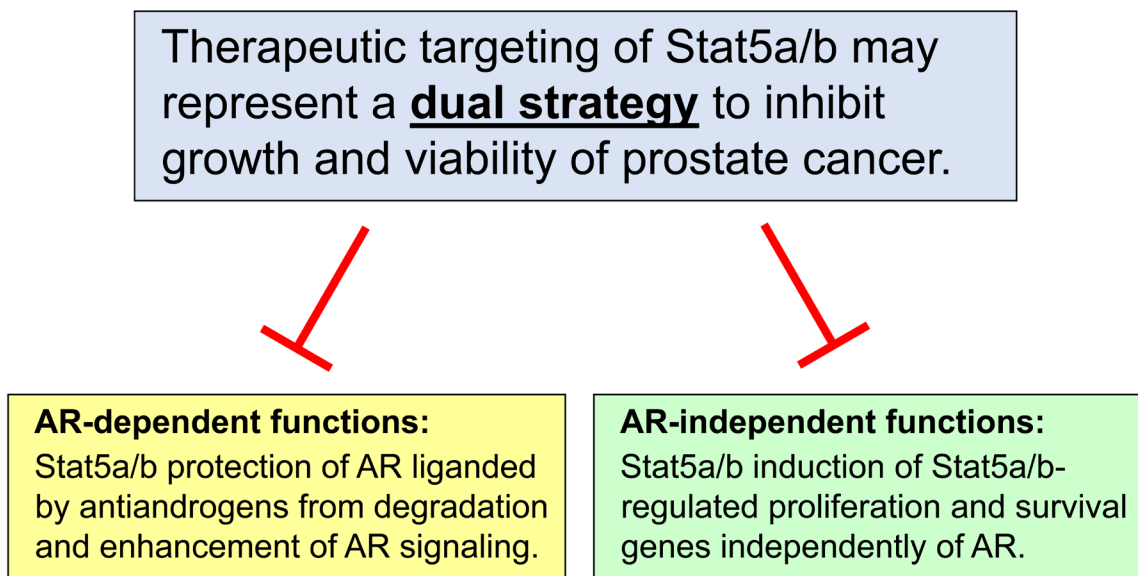 Therapeutic targeting of Stat5a/b may
represent a dual strategy to inhibit
growth and viability of prostate cancer.
AR-dependent functions:
Stat5a/b protection of AR liganded
by antiandrogens from degradation
and enhancement of AR signaling.
AR-independent functions:
Stat5a/b induction of Stat5a/b-
regulated proliferation and survival
genes independently of AR.